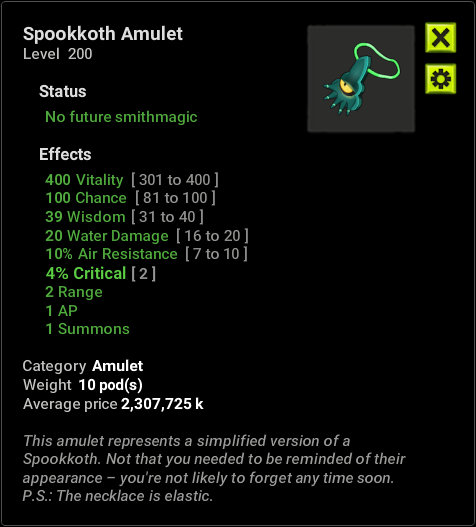 Spookkoth Amulet
Level 200
Status
No future smithmagic
Effects
400 Vitality [ 301 to 400 ]
100 Chance [ 81 to 100 ]
39 Wisdom [ 31 to 40 ]
20 Water Damage [ 16 to 20 ]
10% Air Resistance [ 7 to 10 ]
4% Critical [ 2 ]
2 Range
1 AP
1 Summons
Category Amulet
Weight 10 pod(s)
Average price 2,307,725 k
This amulet represents a simplified version of a
Spookkoth. Not that you needed to be reminded of their
appearance – you're not likely to forget any time soon.
P.S.: The necklace is elastic.